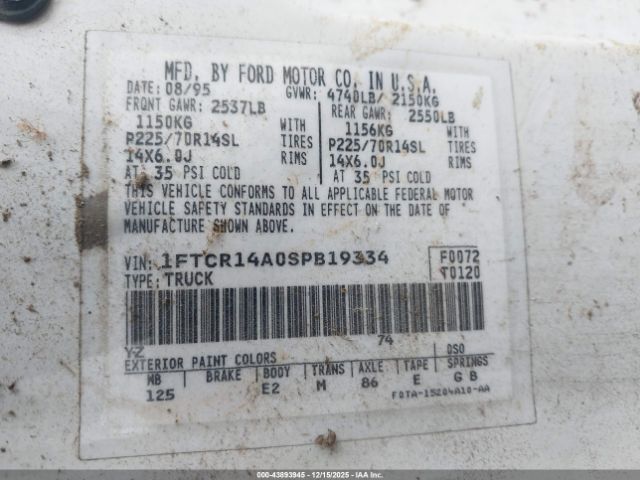 MFD. BY FORD MOTOR CO. IN U.S.A.
DATE: 08/95 GVWR: 4740LB/ 2150KG
FRONT GAWR: 2537LB REAR GAWR: 2550LB
1150KG WITH 1156KG WITH
P225/70R14SL TIRES P225/70R14SL TIRES
14X6.0J RIMS 14X6.0J RIMS
AT 35 PSI COLD AT 35 PSI COLD
THIS VEHICLE CONFORMS TO ALL APPLICABLE FEDERAL MOTOR
VEHICLE SAFETY STANDARDS IN EFFECT ON THE DATE OF
MANUFACTURE SHOWN ABOVE.
VIN: 1FTCR14A0SPB19334 F0072
TYPE: TRUCK T0120
74
YZ
EXTERIOR PAINT COLORS DSO
WB BRAKE BODY TRANS AXLE TAPE SPRINGS
125 E2 M 86 E G B
F0TA-15204A10-AA
000-43893945 - 12/15/2025 - IAAI.COM